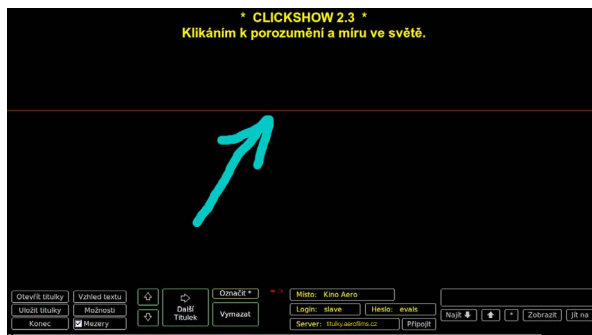 * CLICKSHOW 2.3 *
Klikáním k porozumění a míru ve světě.
Otevřít titulky
Vzhled textu
Označit *
Místo: Kino Aero
Uložit titulky
Možnosti
Další
Titulek
Vymazat
Login: slave
Heslo: evals
Najít
*
Zobrazit
Jít na
Konec
Mezery
Server: titulky.aerofilms.cz
Připojit